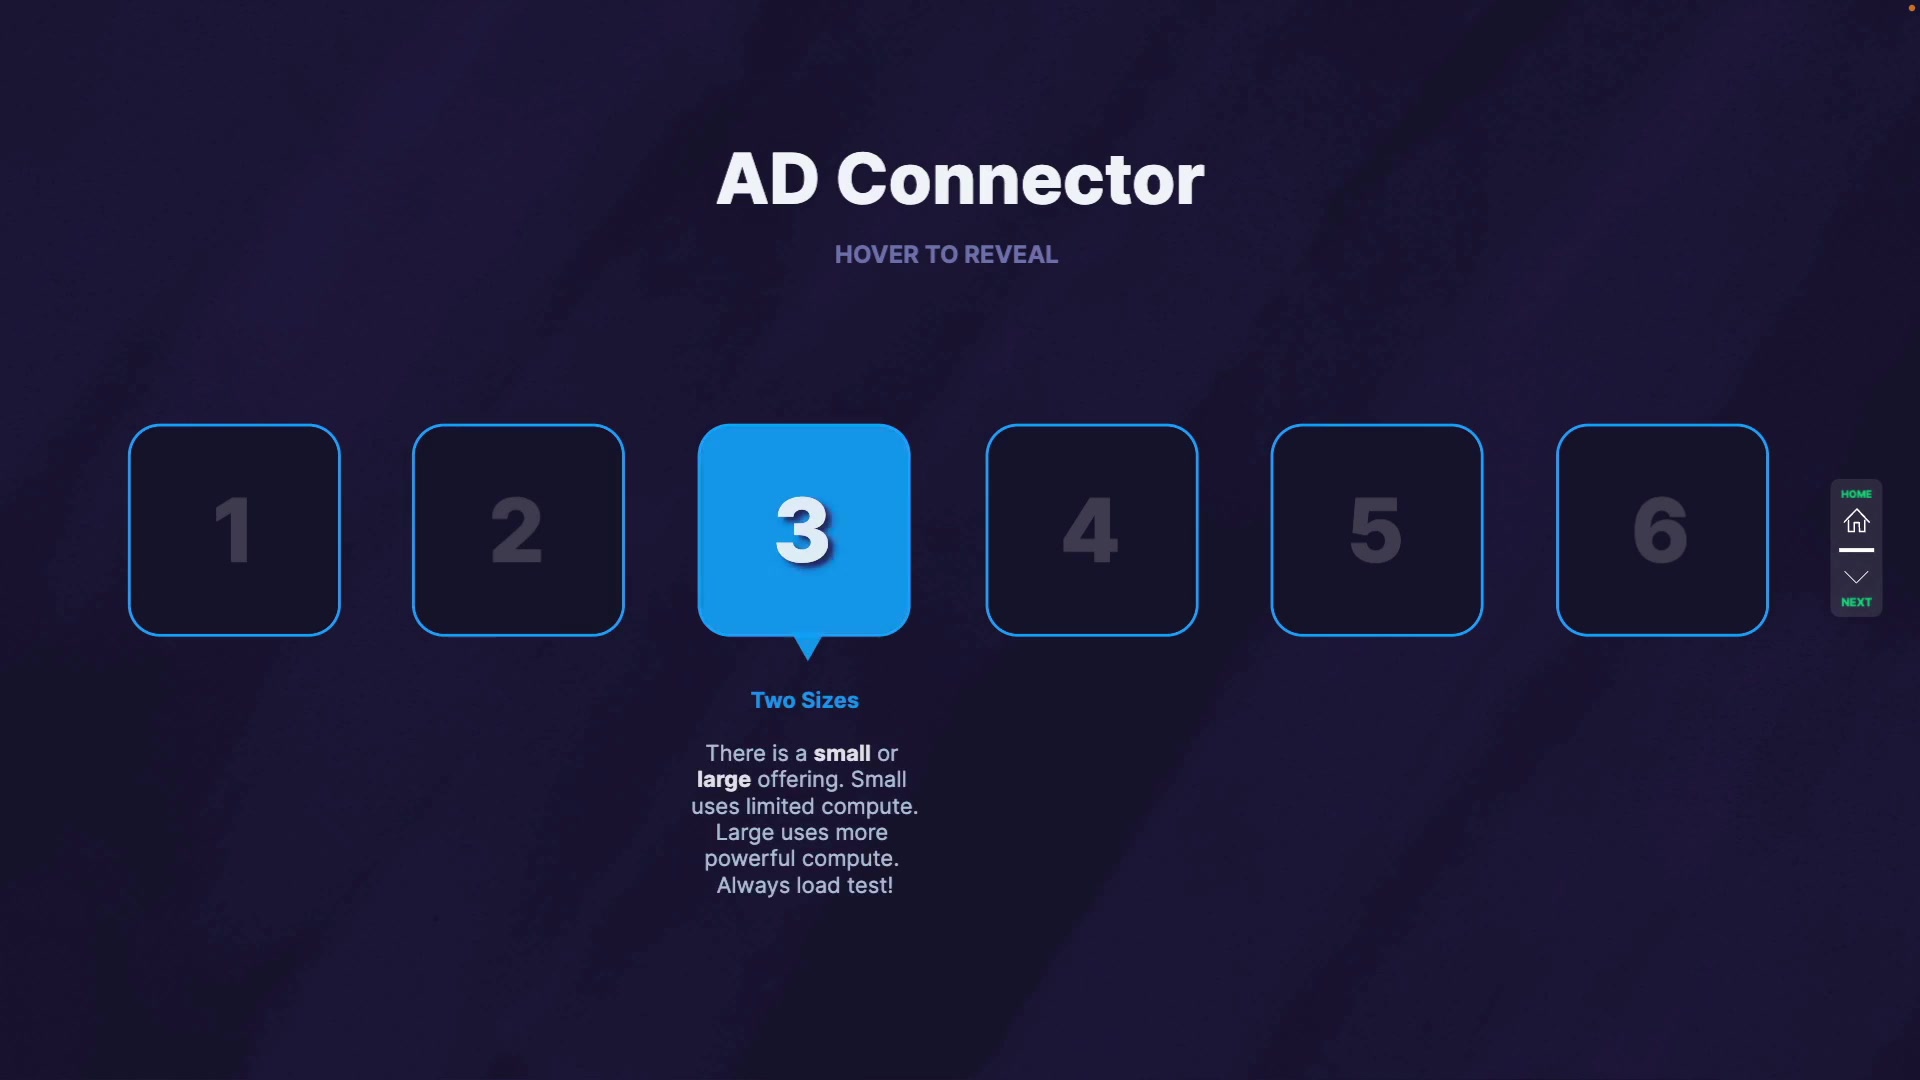 AD Connector
HOVER TO REVEAL
1
2
3
4
5
6
HOME
NEXT
Two Sizes
There is a small or
large offering. Small
uses limited compute.
Large uses more
powerful compute.
Always load test!